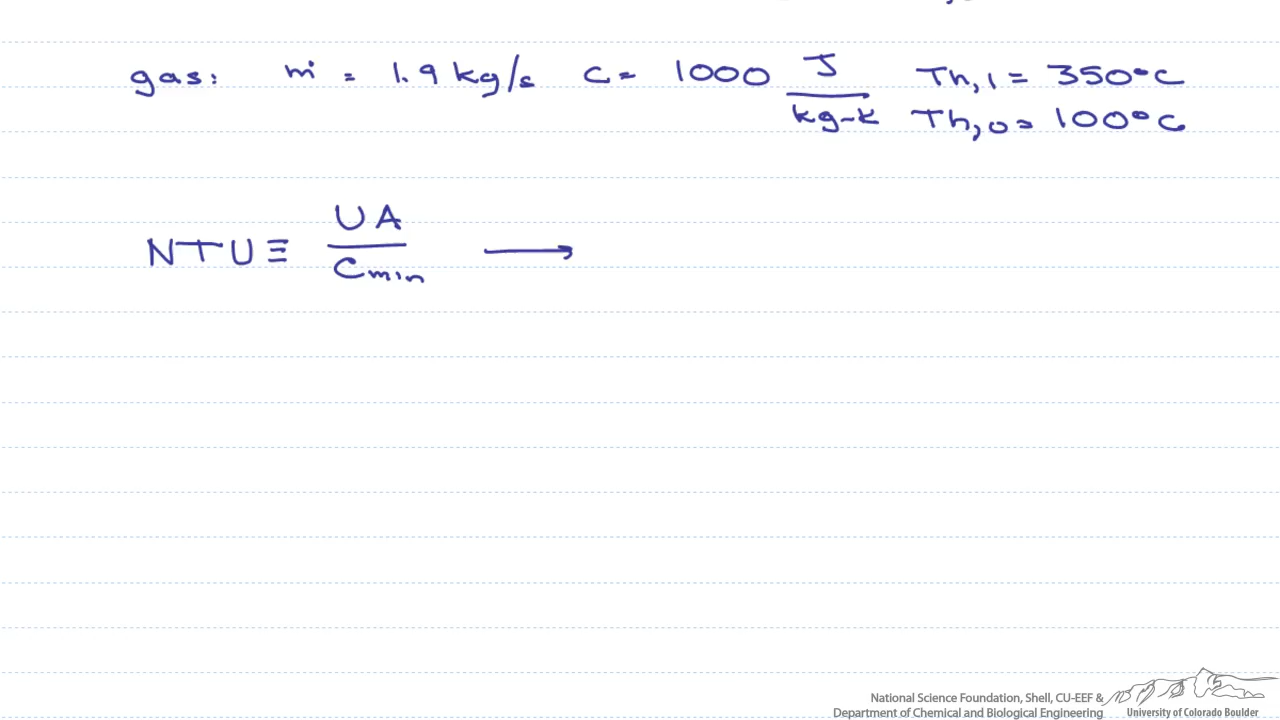 gas: ṁ = 1.9 kg/s c = 1000 J/kg-K Th,i = 350°C
Th,o = 100°C
NTU ≡ UA/Cmin →
National Science Foundation, Shell, CU-EEF &
Department of Chemical and Biological Engineering
University of Colorado Boulder